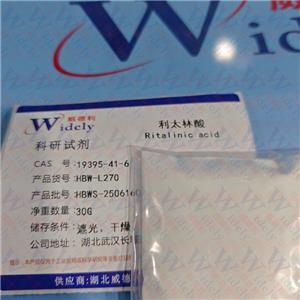 Widely
威德利
Widely
利太林酸
Ritalinic acid
科研试剂
CAS 号:19395-41-6
产品货号:HBW-L270
产品批号:HBWS-2506160
净重数量:30G
储存条件:遮光、干燥
公司地址:湖北武汉长
供应商:湖北威德